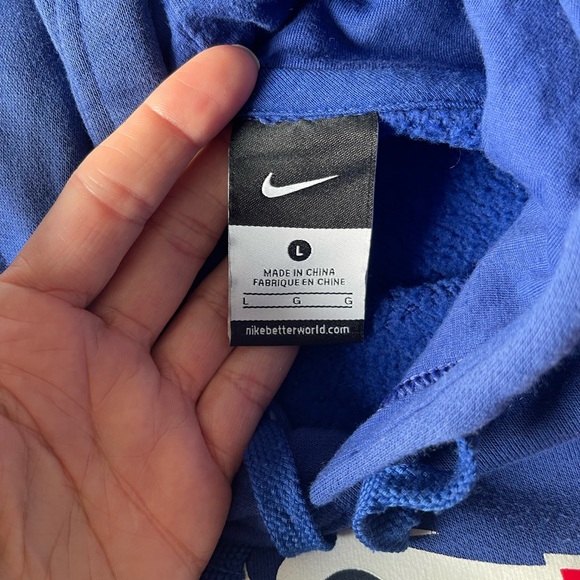 L
MADE IN CHINA
FABRIQUE EN CHINE
L G G
nikebetterworld.com